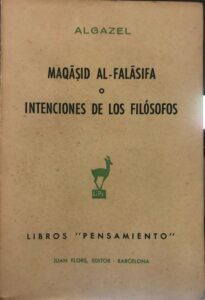 ALGAZEL
MAQĀṢID AL-FALĀSIFA
o
INTENCIONES DE LOS FILÓSOFOS
LIBROS "PENSAMIENTO"
JUAN FLORS, EDITOR - BARCELONA